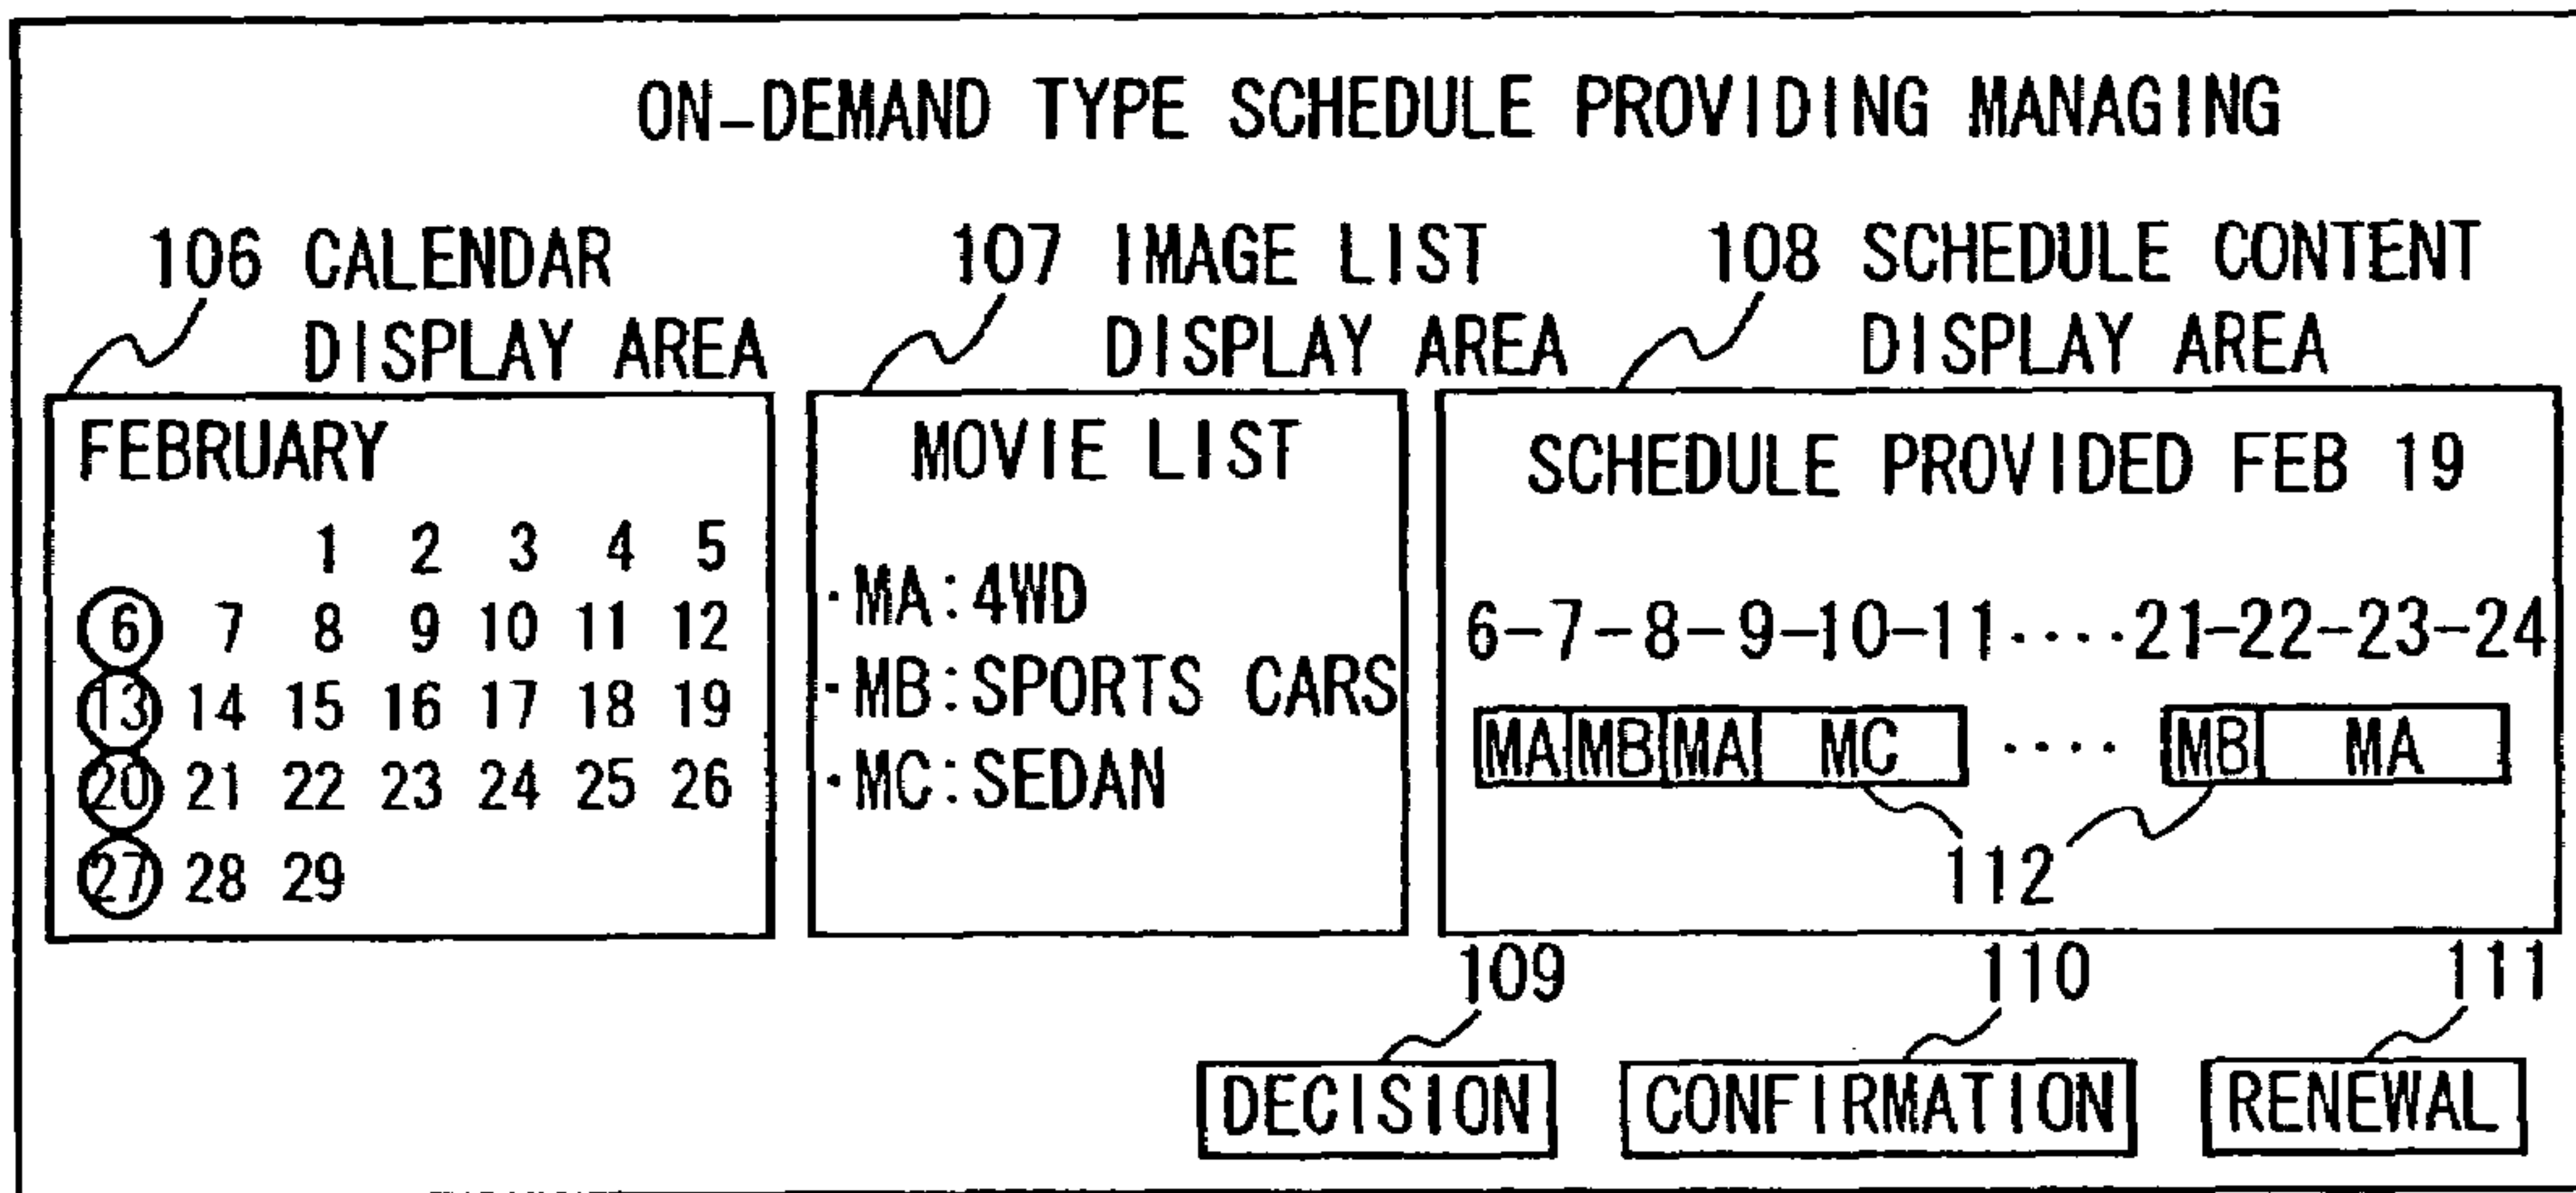 ON-DEMAND TYPE SCHEDULE PROVIDING MANAGING
106 CALENDAR
DISPLAY AREA
107 IMAGE LIST
DISPLAY AREA
108 SCHEDULE CONTENT
DISPLAY AREA
FEBRUARY
1 2 3 4 5
6 7 8 9 10 11 12
13 14 15 16 17 18 19
20 21 22 23 24 25 26
27 28 29
MOVIE LIST
·MA:4WD
·MB:SPORTS CARS
·MC:SEDAN
SCHEDULE PROVIDED FEB 19
6-7-8-9-10-11····21-22-23-24
MA MB MA MC ···· MB MA
112
109
110
111
DECISION
CONFIRMATION
RENEWAL